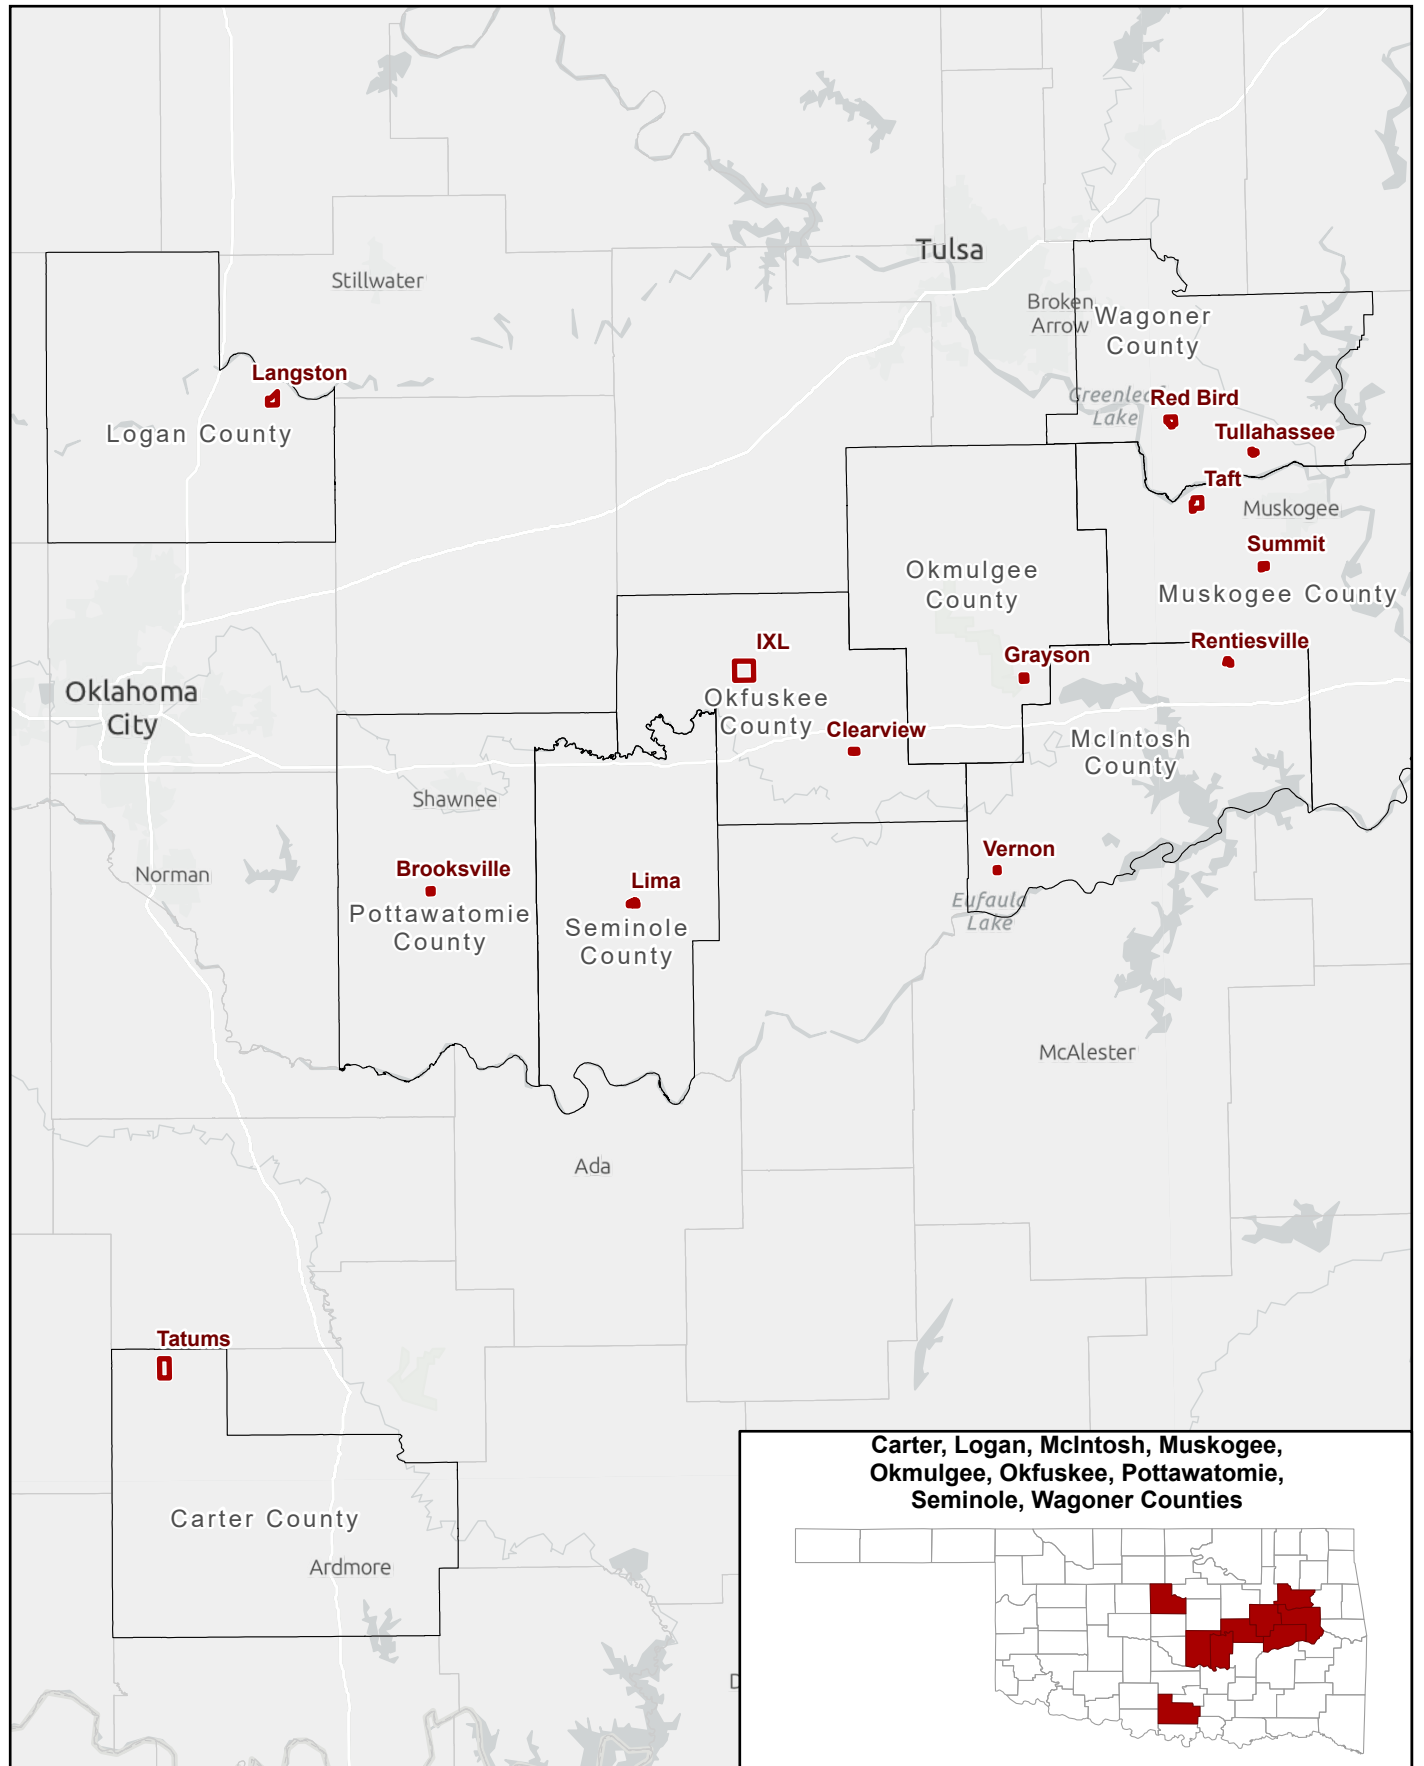 Tulsa
Stillwater
Broken
Arrow
Wagoner
County
Langston
Greenleaf
Lake
Red Bird
Logan County
Tullahassee
Taft
Muskogee
Summit
Okmulgee
County
Muskogee County
IXL
Rentiesville
Grayson
Oklahoma
City
Okfuskee
County
Clearview
McIntosh
County
Shawnee
Vernon
Brooksville
Norman
Lima
Eufaula
Lake
Pottawatomie
County
Seminole
County
McAlester
Ada
Tatums
Carter County
Ardmore
Carter, Logan, McIntosh, Muskogee,
Okmulgee, Okfuskee, Pottawatomie,
Seminole, Wagoner Counties